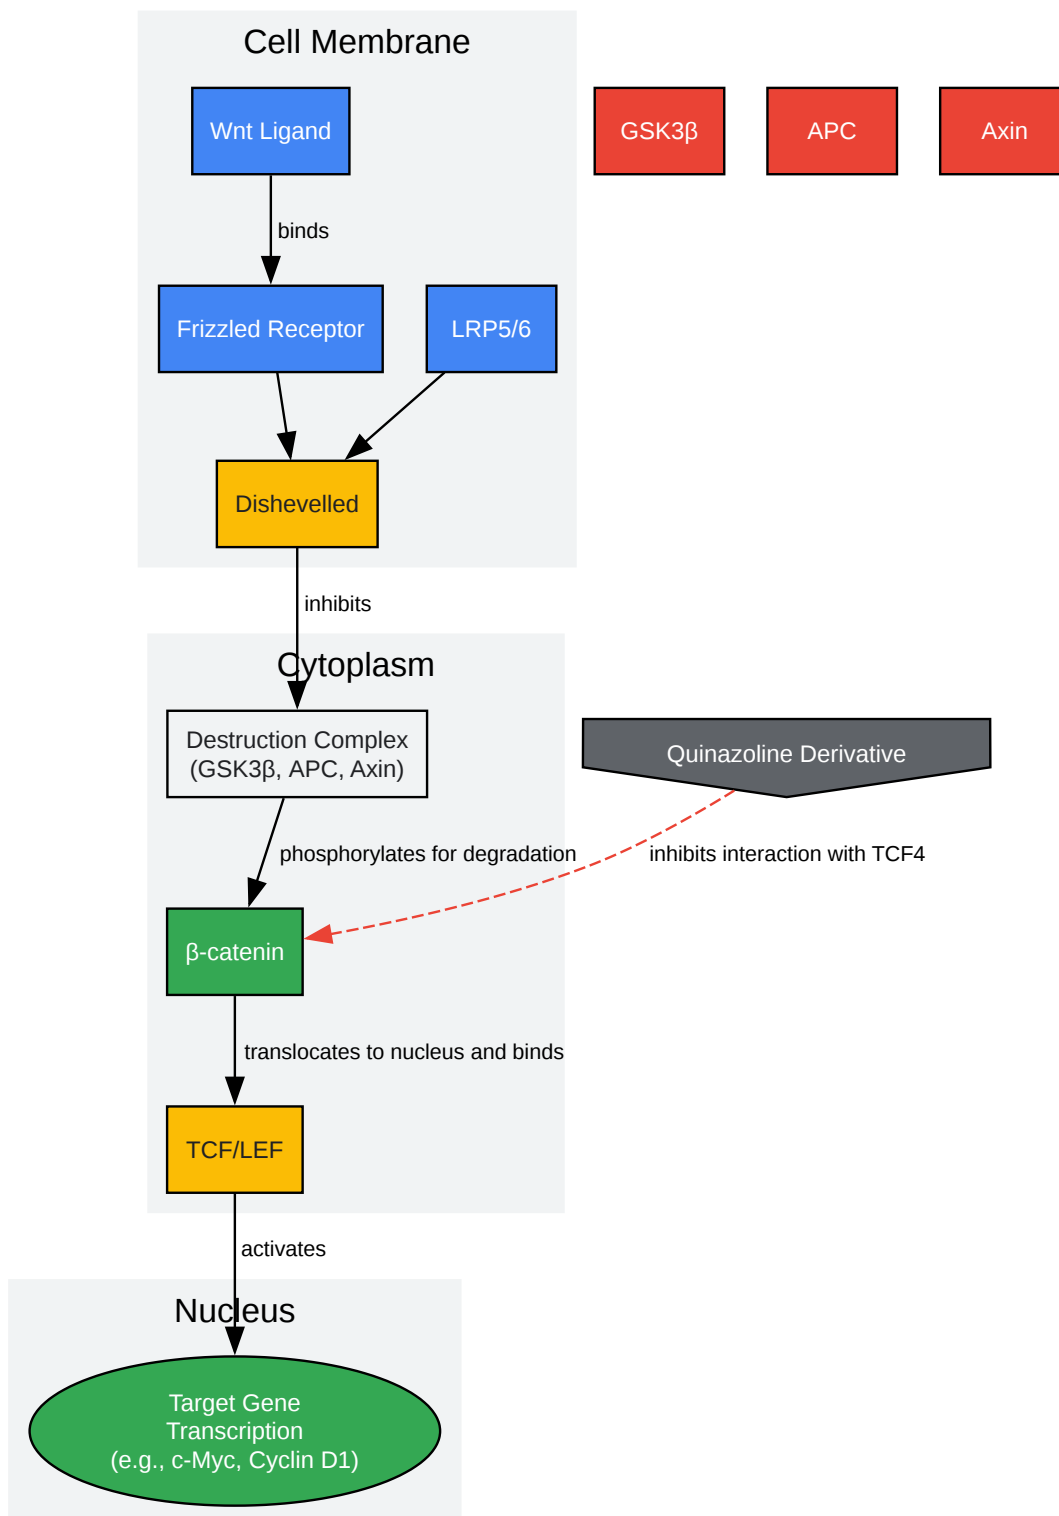 Cell Membrane
Wnt Ligand
GSK3β
APC
Axin
binds
Frizzled Receptor
LRP5/6
Dishevelled
inhibits
Cytoplasm
Destruction Complex
(GSK3β, APC, Axin)
Quinazoline Derivative
phosphorylates for degradation
inhibits interaction with TCF4
β-catenin
translocates to nucleus and binds
TCF/LEF
activates
Nucleus
Target Gene
Transcription
(e.g., c-Myc, Cyclin D1)